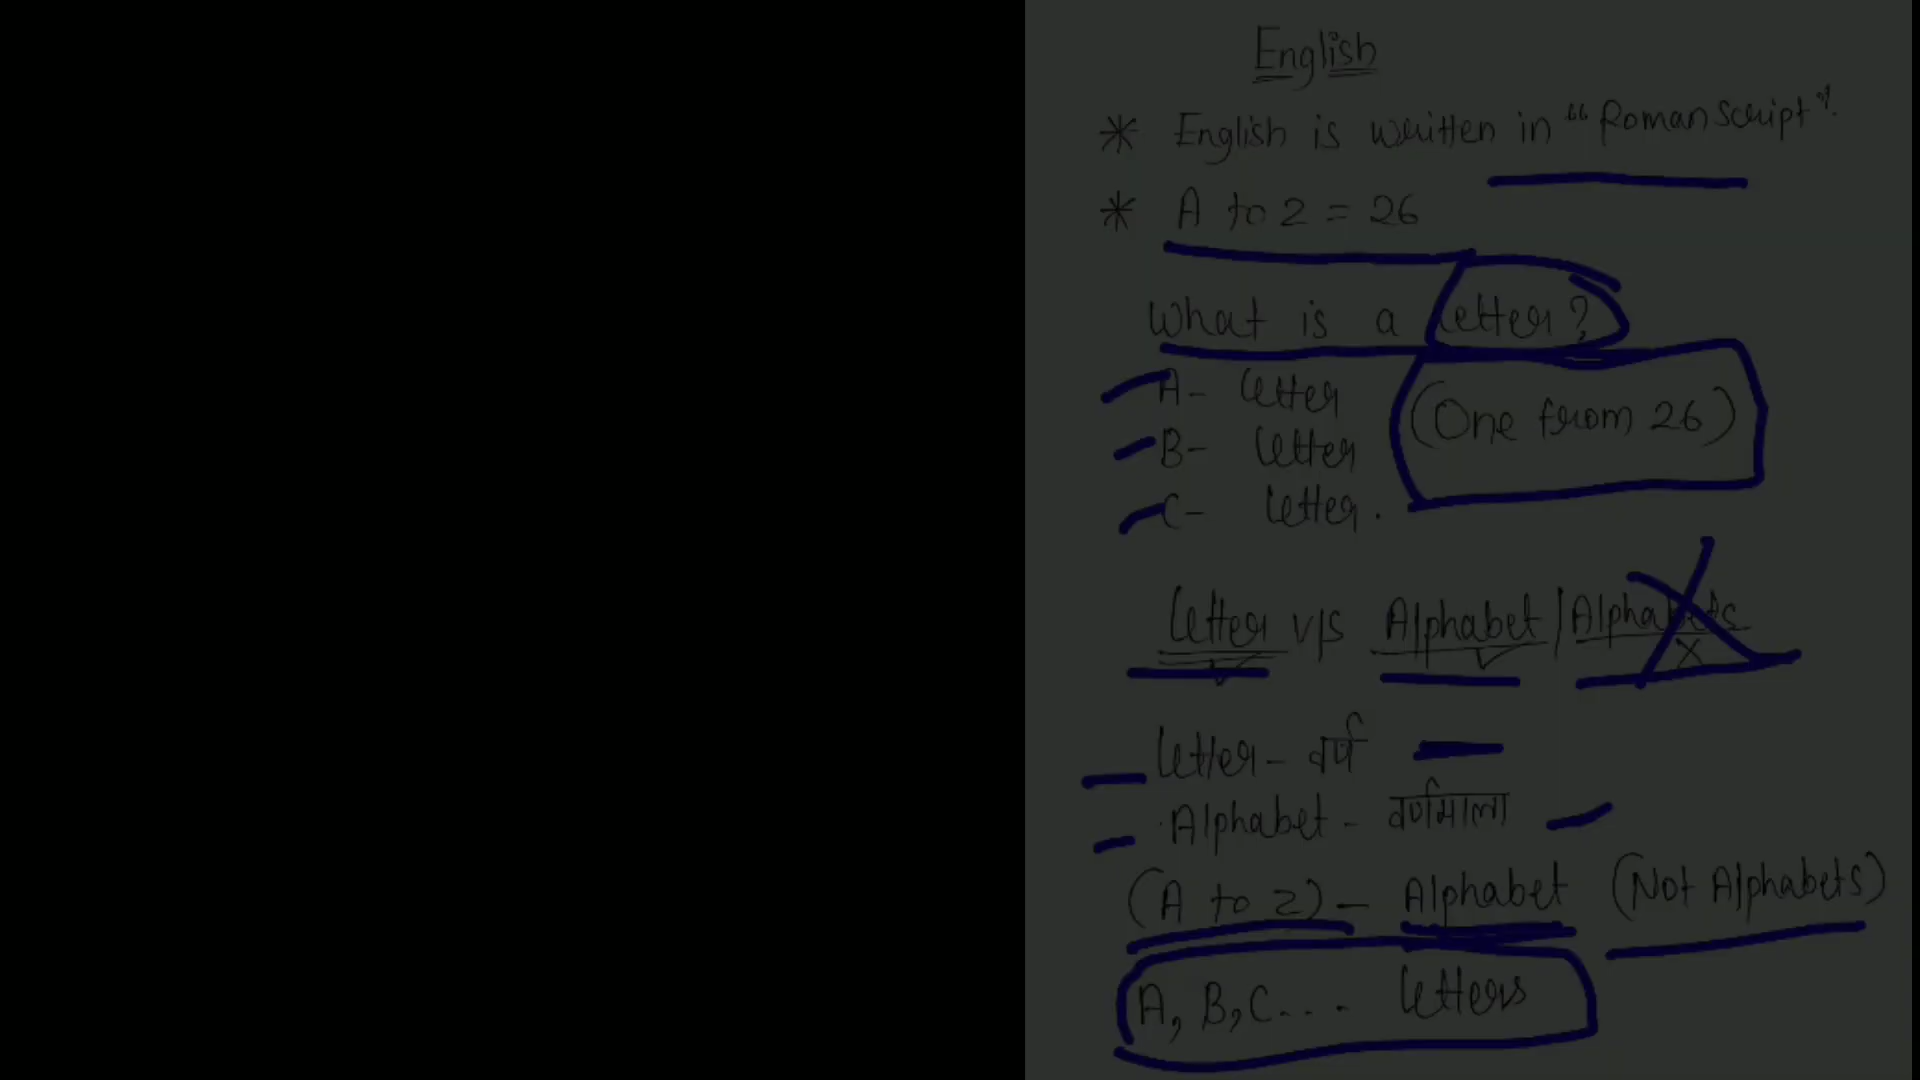 English
* English is written in "Roman Script".
* A to Z = 26
What is a letter?
A- letter
(One from 26)
B- letter
C- letter.
Letter v/s Alphabet | Alphabets
letter - वर्ण
Alphabet - वर्णमाला
(A to Z) - Alphabet (Not Alphabets)
A, B, C.... letters